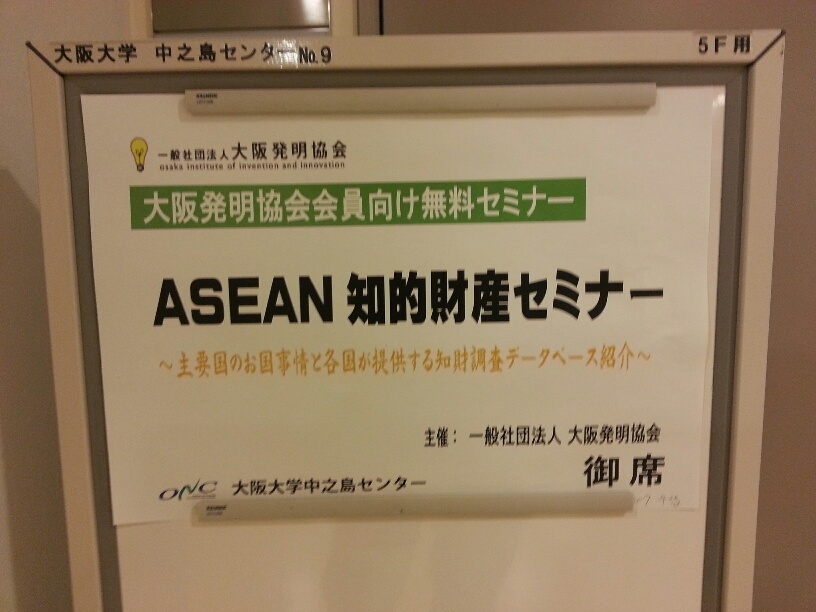 大阪大学 中之島センター No.9
5F用
一般社団法人大阪発明協会
osaka institute of invention and innovation
大阪発明協会会員向け無料セミナー
ASEAN 知的財産セミナー
～主要国のお国事情と各国が提供する知財調査データベース紹介～
主催： 一般社団法人 大阪発明協会
御席
ONC 大阪大学中之島センター